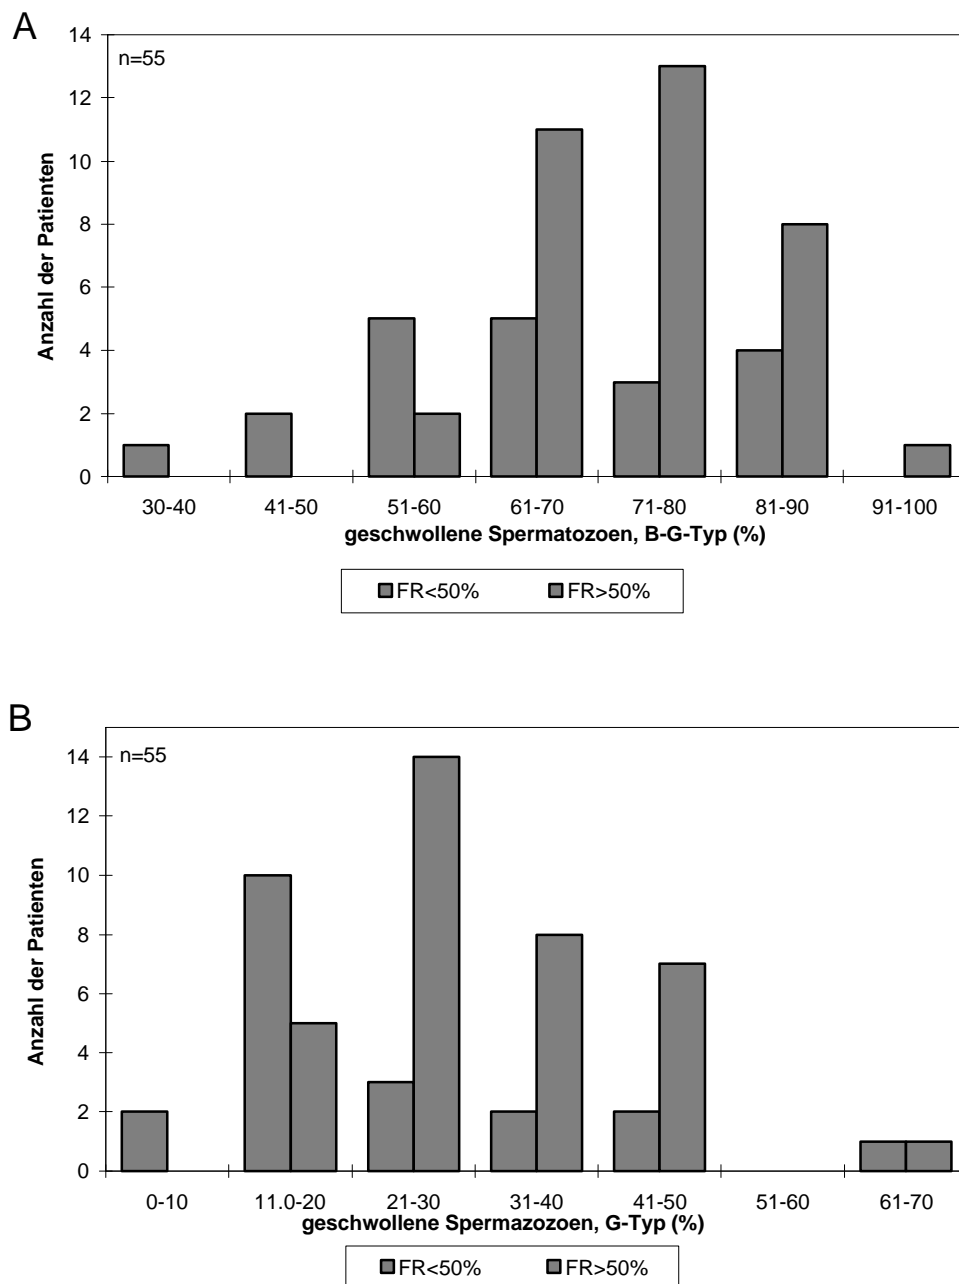 A
n=55
14
12
10
8
6
4
2
0
Anzahl der Patienten
30-40 41-50 51-60 61-70 71-80 81-90 91-100
geschwollene Spermatozoen, B-G-Typ (%)
FR<50% FR>50%
B
n=55
14
12
10
8
6
4
2
0
Anzahl der Patienten
0-10 11.0-20 21-30 31-40 41-50 51-60 61-70
geschwollene Spermazozoen, G-Typ (%)
FR<50% FR>50%